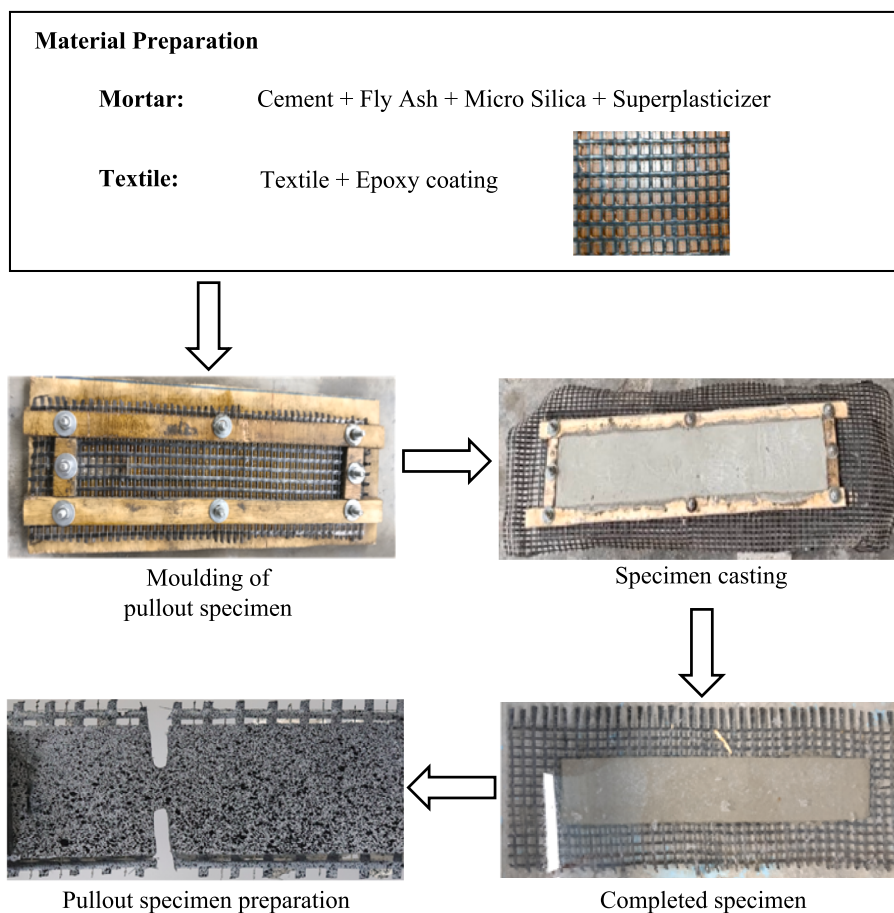 Material Preparation
Mortar: Cement + Fly Ash + Micro Silica + Superplasticizer
Textile: Textile + Epoxy coating
Moulding of
pullout specimen
Specimen casting
Pullout specimen preparation
Completed specimen